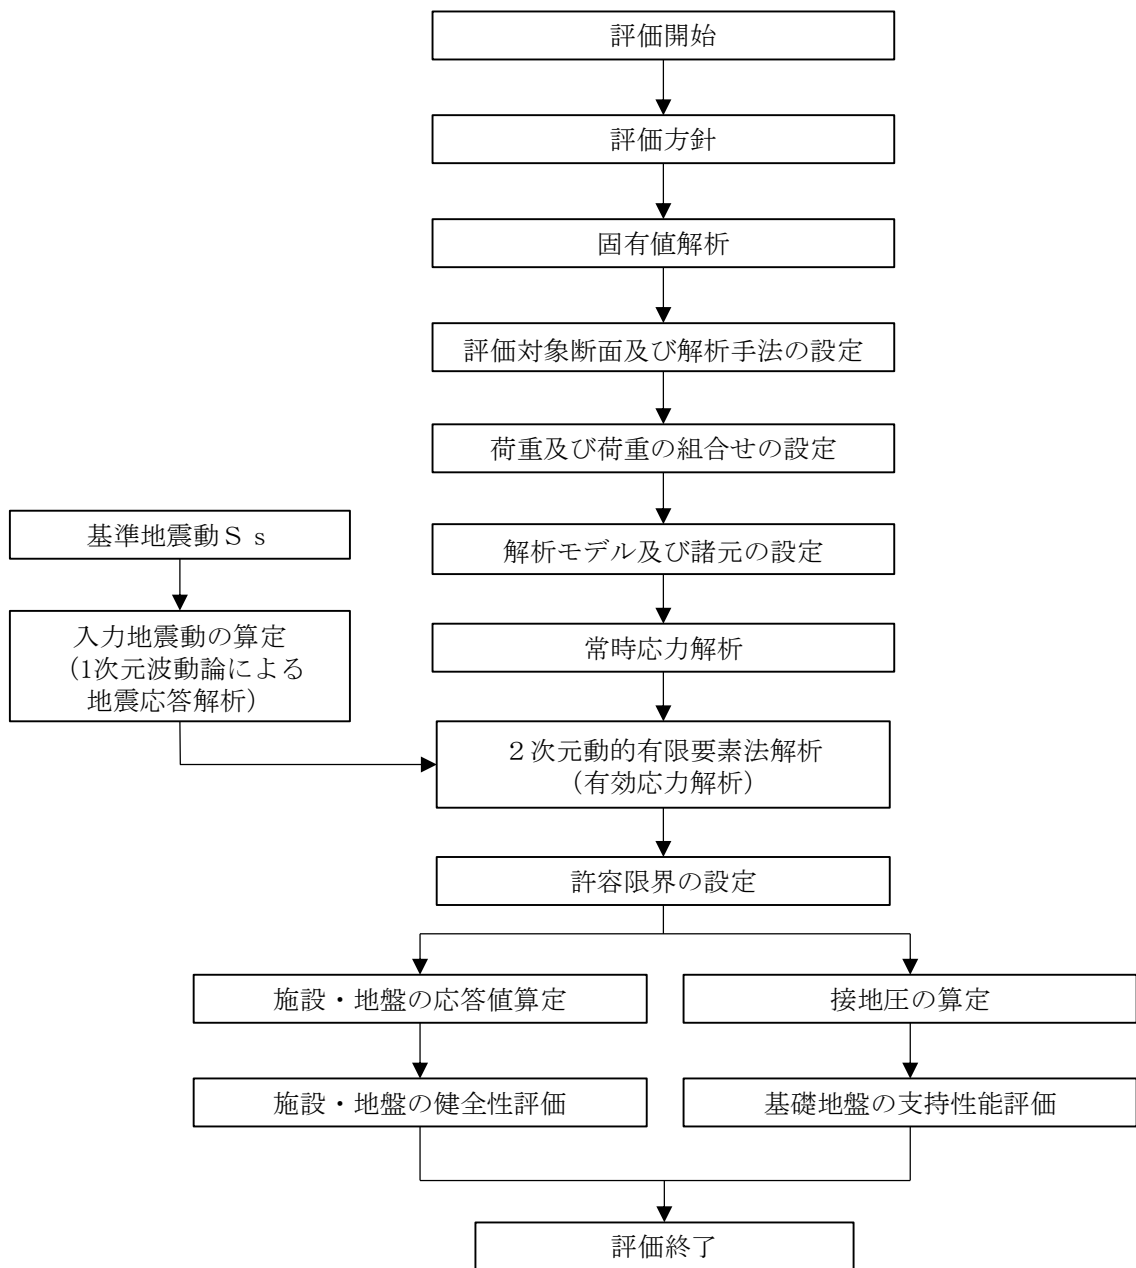 評価開始
評価方針
固有値解析
評価対象断面及び解析手法の設定
荷重及び荷重の組合せの設定
基準地震動Ｓｓ
解析モデル及び諸元の設定
入力地震動の算定
（1次元波動論による
地震応答解析）
常時応力解析
２次元動的有限要素法解析
（有効応力解析）
許容限界の設定
施設・地盤の応答値算定
接地圧の算定
施設・地盤の健全性評価
基礎地盤の支持性能評価
評価終了